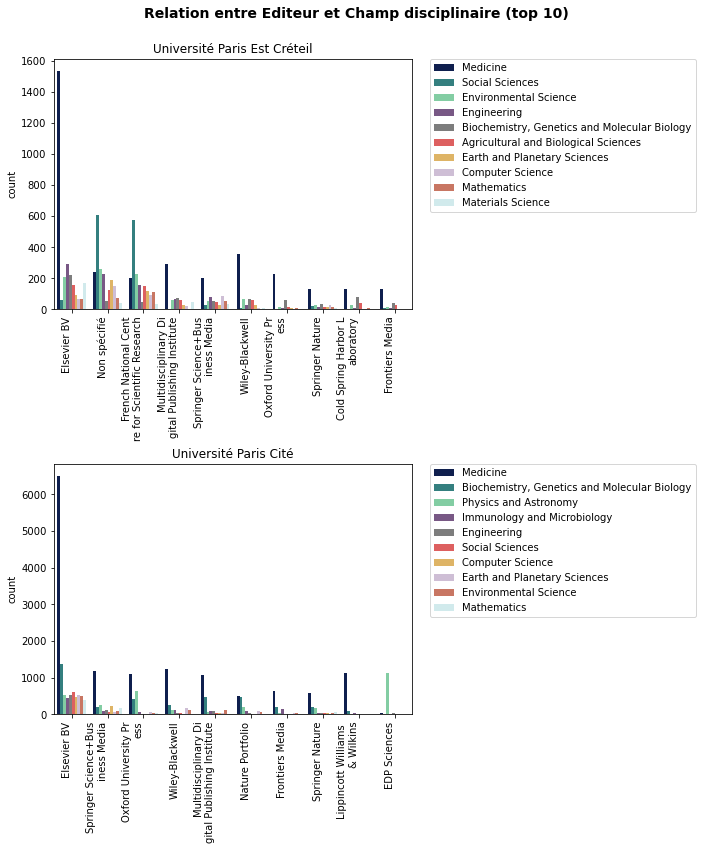 Relation entre Editeur et Champ disciplinaire (top 10)
Université Paris Est Créteil
1600
1400
1200
1000
800
600
400
200
0
count
Elsevier BV
Non spécifié
French National Cent
re for Scientific Research
Multidisciplinary Di
gital Publishing Institute
Springer Science+Bus
iness Media
Wiley-Blackwell
Oxford University Pr
ess
Springer Nature
Cold Spring Harbor L
aboratory
Frontiers Media
Medicine
Social Sciences
Environmental Science
Engineering
Biochemistry, Genetics and Molecular Biology
Agricultural and Biological Sciences
Earth and Planetary Sciences
Computer Science
Mathematics
Materials Science
Université Paris Cité
6000
5000
4000
3000
2000
1000
0
count
Elsevier BV
Springer Science+Bus
iness Media
Oxford University Pr
ess
Wiley-Blackwell
Multidisciplinary Di
gital Publishing Institute
Nature Portfolio
Frontiers Media
Springer Nature
Lippincott Williams
& Wilkins
EDP Sciences
Medicine
Biochemistry, Genetics and Molecular Biology
Physics and Astronomy
Immunology and Microbiology
Engineering
Social Sciences
Computer Science
Earth and Planetary Sciences
Environmental Science
Mathematics